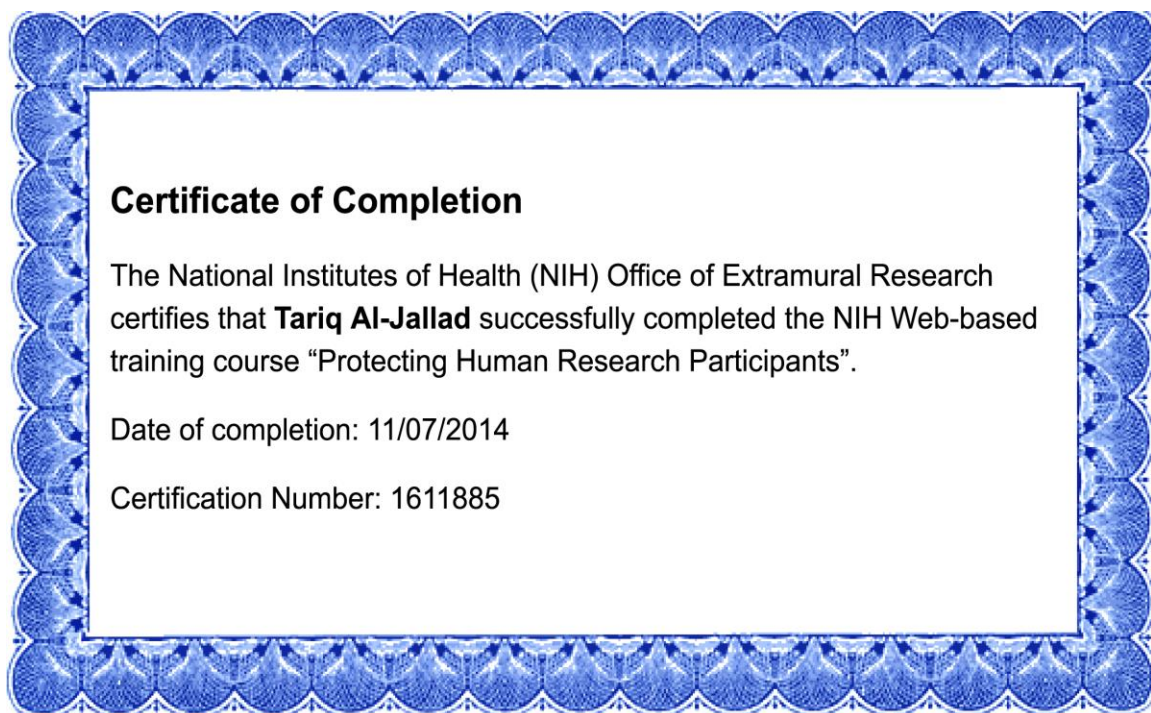 Certificate of Completion
The National Institutes of Health (NIH) Office of Extramural Research
certifies that Tariq Al-Jallad successfully completed the NIH Web-based
training course “Protecting Human Research Participants”.
Date of completion: 11/07/2014
Certification Number: 1611885